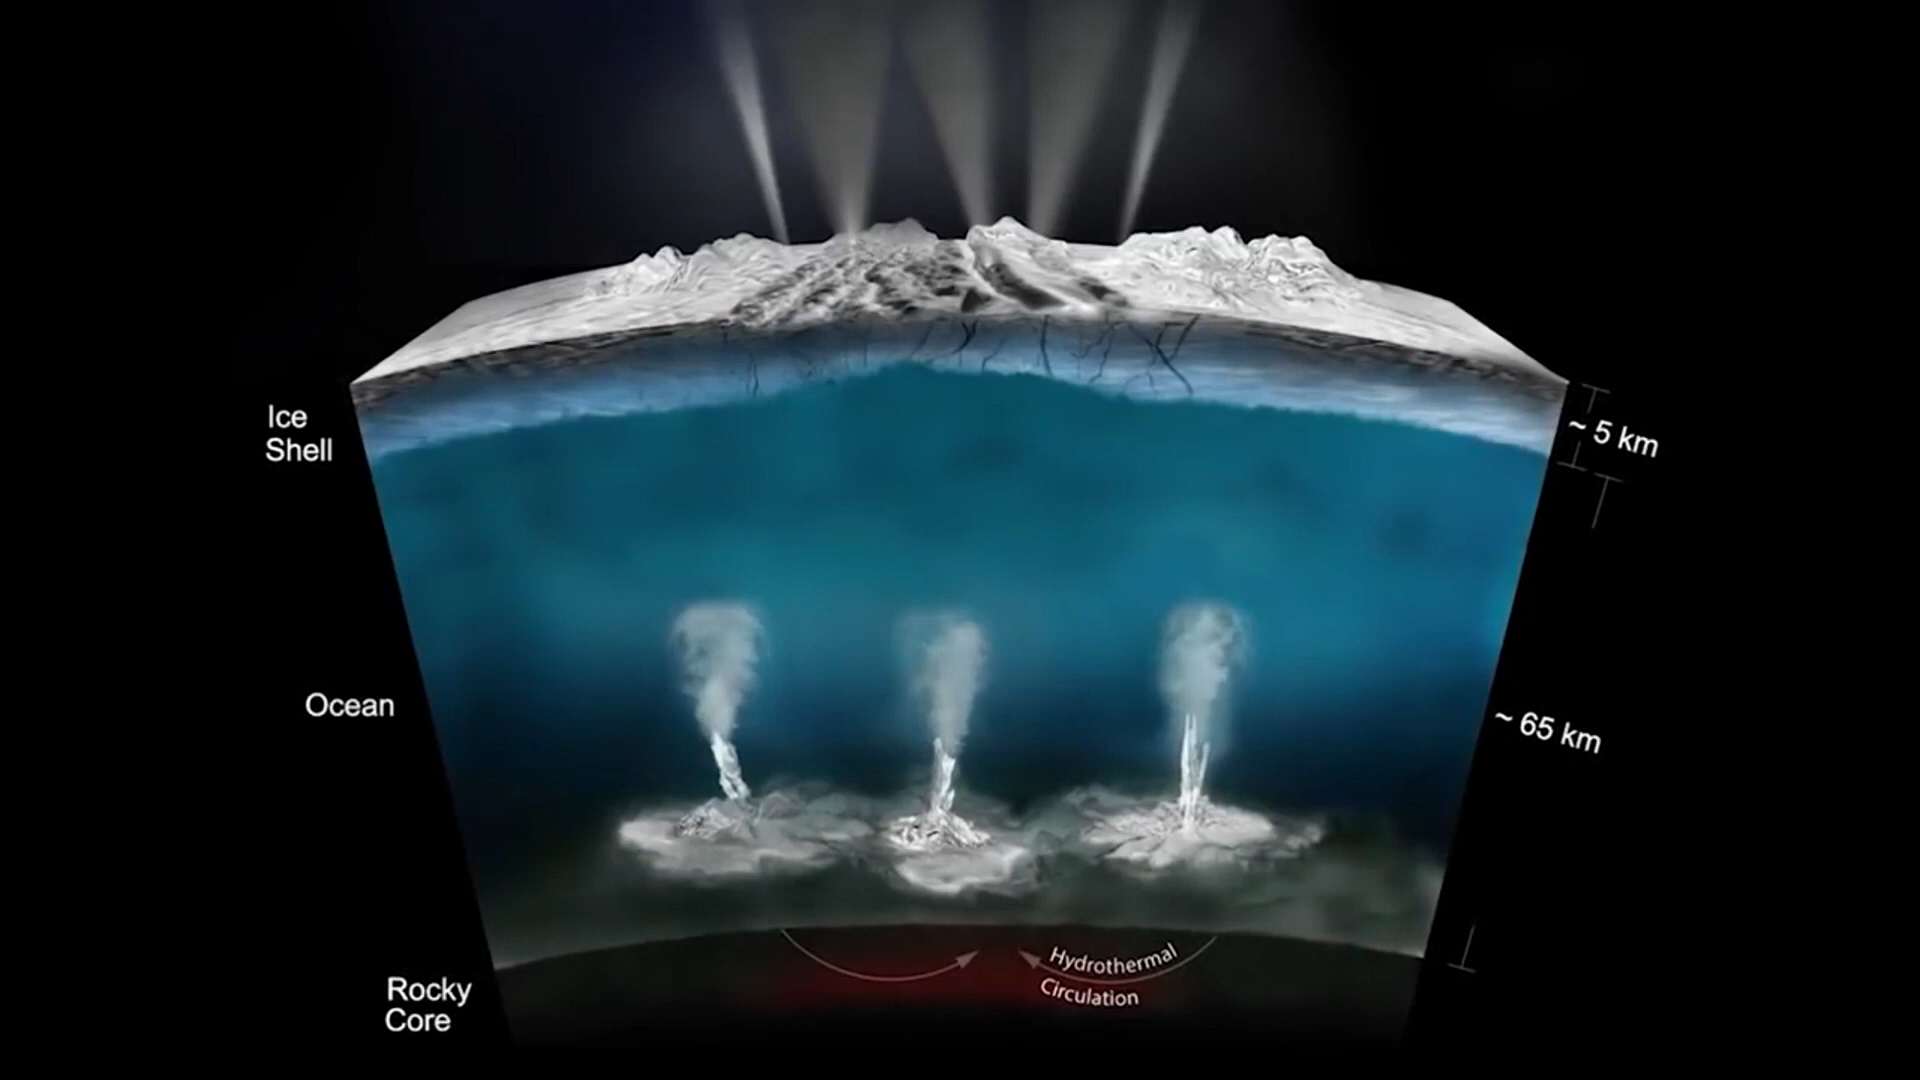 Ice
Shell
~ 5 km
Ocean
~ 65 km
Rocky
Core
Hydrothermal
Circulation